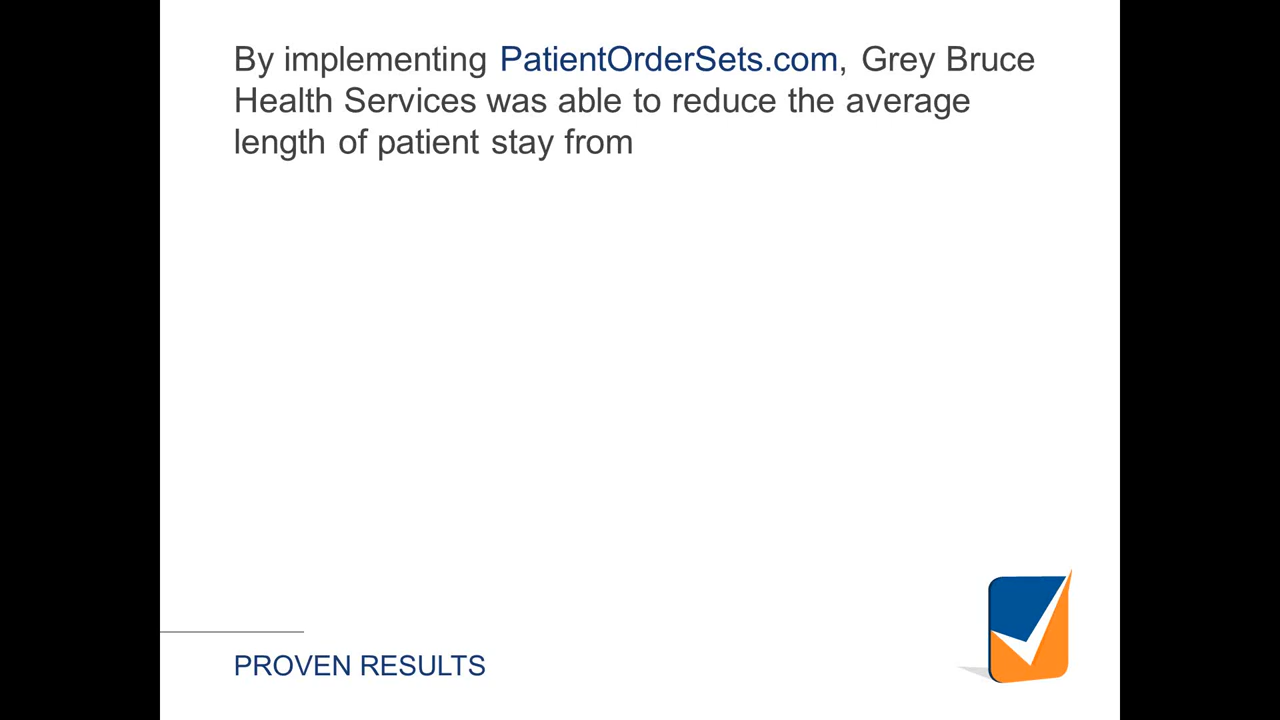 By implementing PatientOrderSets.com, Grey Bruce
Health Services was able to reduce the average
length of patient stay from
PROVEN RESULTS